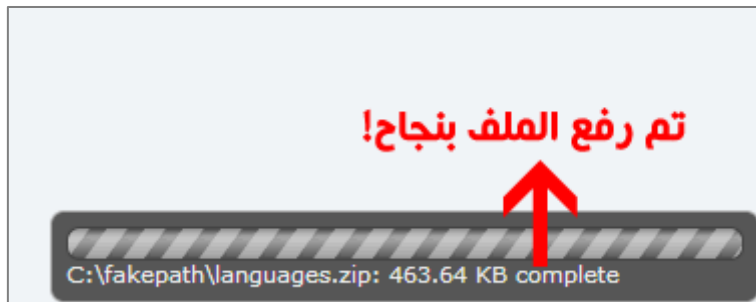 تم رفع الملف بنجاح!
C:\fakepath\languages.zip: 463.64 KB complete